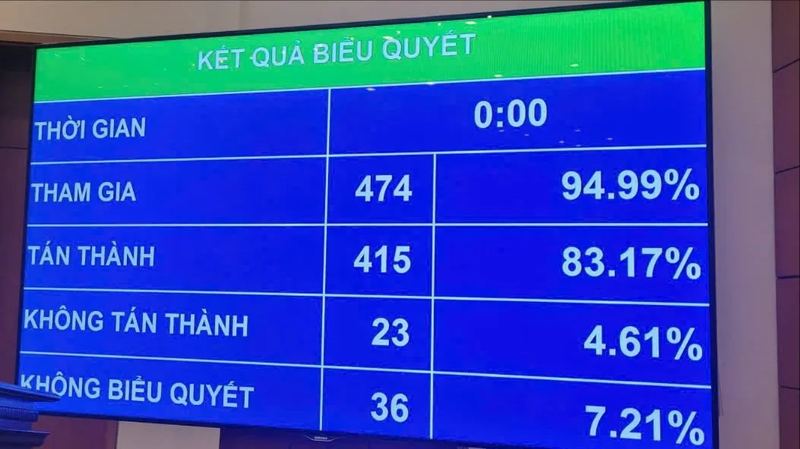 KẾT QUẢ BIỂU QUYẾT
THỜI GIAN 0:00
THAM GIA 474 94.99%
TÁN THÀNH 415 83.17%
KHÔNG TÁN THÀNH 23 4.61%
KHÔNG BIỂU QUYẾT 36 7.21%